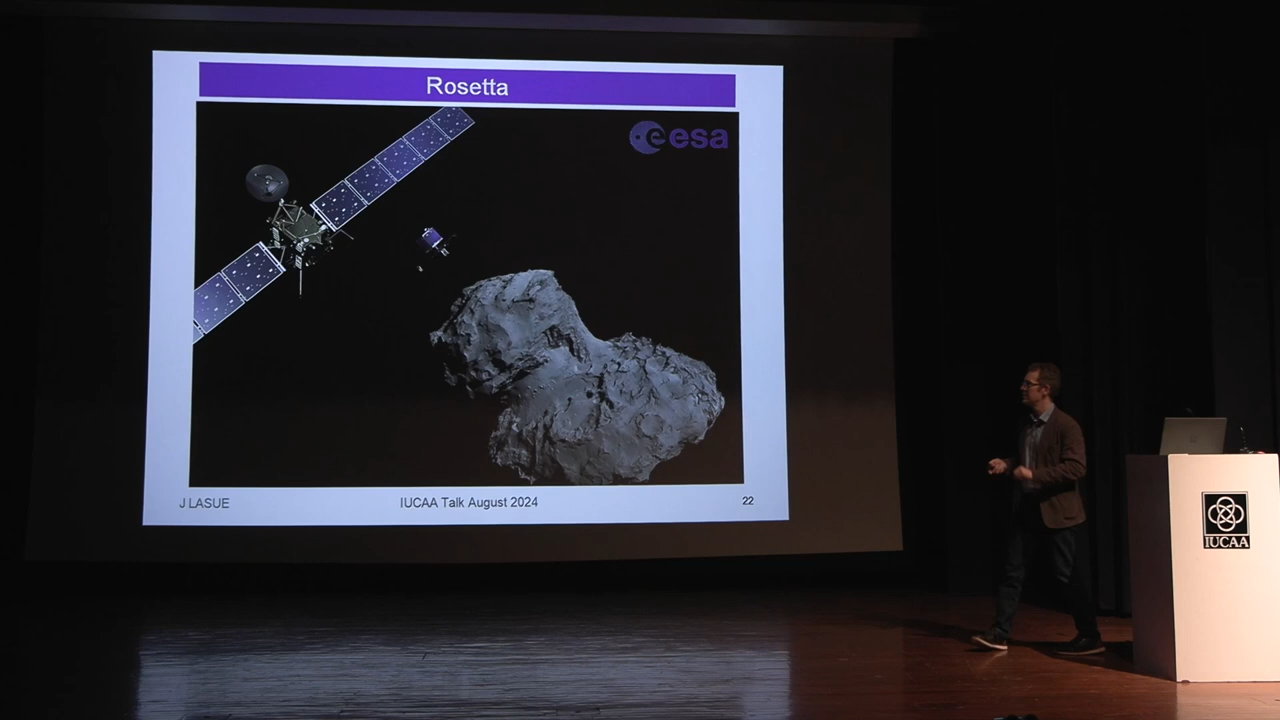 Rosetta
esa
J LASUE
IUCAA Talk August 2024
22
IUCAA